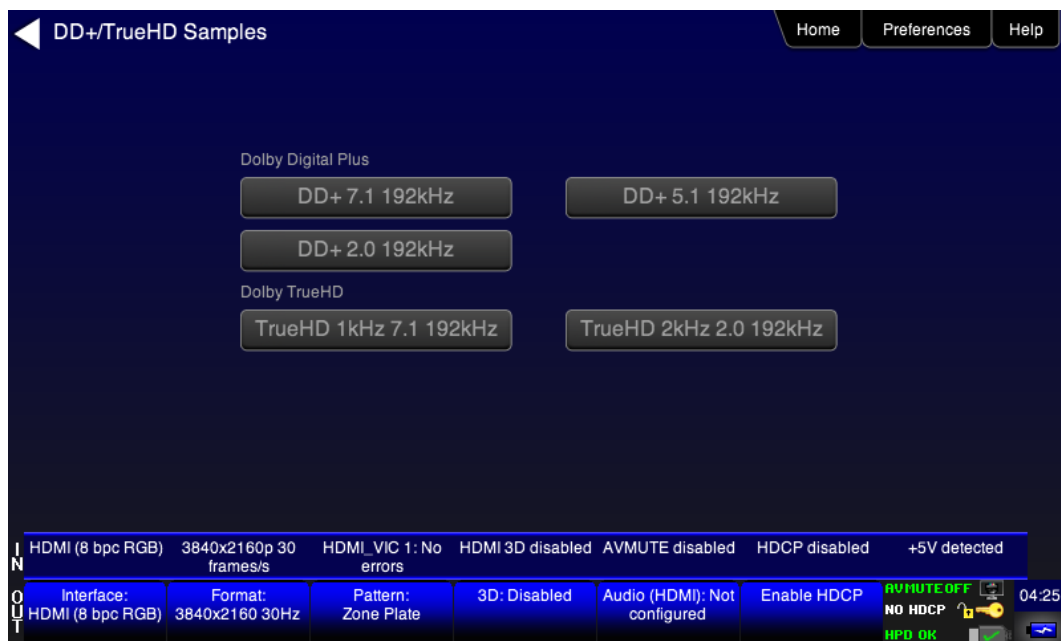 DD+/TrueHD Samples
Home
Preferences
Help
Dolby Digital Plus
DD+ 7.1 192kHz
DD+ 5.1 192kHz
DD+ 2.0 192kHz
Dolby TrueHD
TrueHD 1kHz 7.1 192kHz
TrueHD 2kHz 2.0 192kHz
IN
HDMI (8 bpc RGB)
3840x2160p 30
frames/s
HDMI_VIC 1: No
errors
HDMI 3D disabled
AVMUTE disabled
HDCP disabled
+5V detected
OUT
Interface:
HDMI (8 bpc RGB)
Format:
3840x2160 30Hz
Pattern:
Zone Plate
3D: Disabled
Audio (HDMI): Not
configured
Enable HDCP
AVMUTE OFF
NO HDCP
HPD OK
04:25